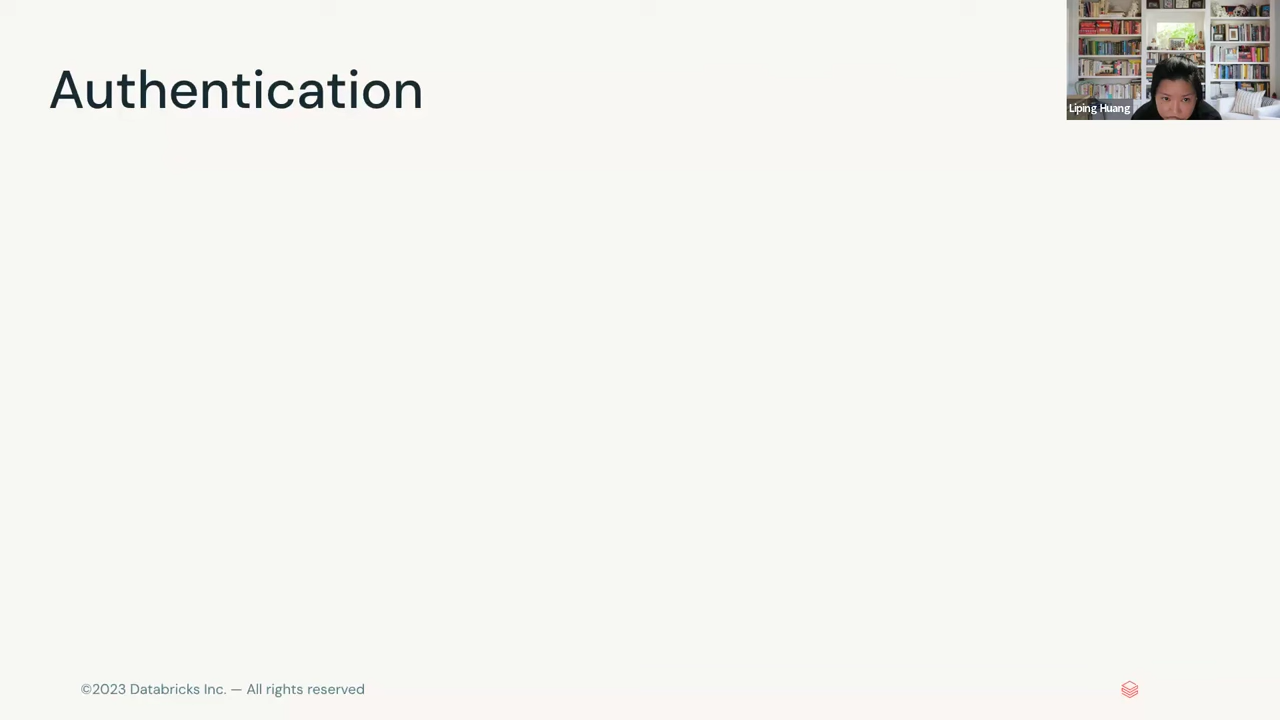 Authentication
Liping Huang
©2023 Databricks Inc. — All rights reserved